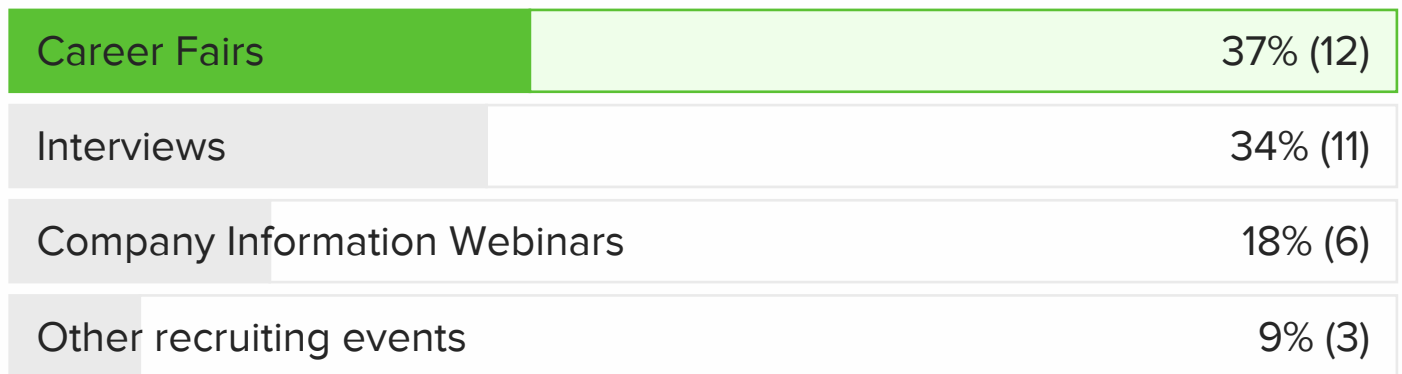 Career Fairs 37% (12)
Interviews 34% (11)
Company Information Webinars 18% (6)
Other recruiting events 9% (3)